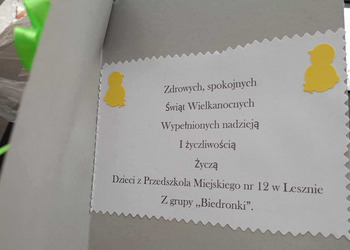 Zdrowych, spokojnych
Świąt Wielkanocnych
Wypełnionych nadzieją
I życzliwością
Życzą
Dzieci z Przedszkola Miejskiego nr 12 w Lesznie
Z grupy „Biedronki".